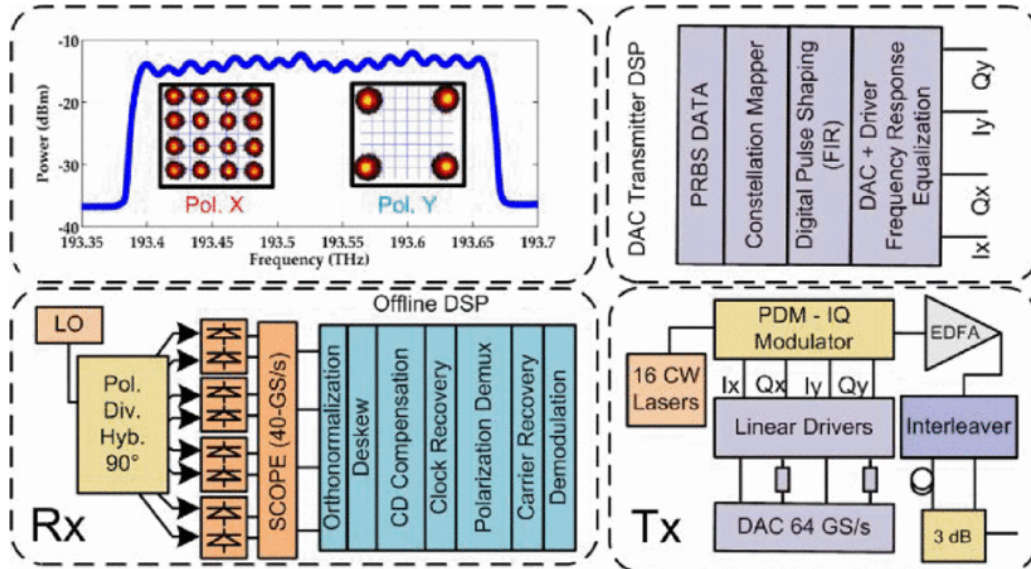 -10
-20
-30
-40
Power (dBm)
Pol. X
Pol. Y
193.35
193.4
193.45
193.5
193.55
193.6
193.65
193.7
Frequency (THz)
DAC Transmitter DSP
PRBS DATA
Constellation Mapper
Digital Pulse Shaping
(FIR)
DAC + Driver
Frequency Response
Equalization
Qy
Iy
Qx
Ix
Offline DSP
LO
Pol.
Div.
Hyb.
90°
SCOPE (40-GS/s)
Orthonormalization
Deskew
CD Compensation
Clock Recovery
Polarization Demux
Carrier Recovery
Demodulation
Rx
PDM - IQ
Modulator
EDFA
16 CW
Lasers
Ix
Qx
Iy
Qy
Linear Drivers
Interleaver
DAC 64 GS/s
3 dB
Tx